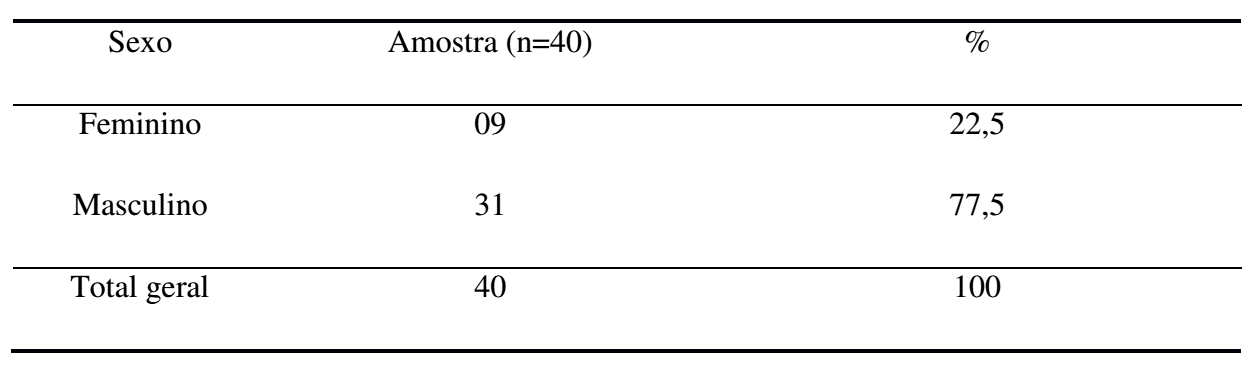 Sexo Amostra (n=40) %
Feminino 09 22,5
Masculino 31 77,5
Total geral 40 100